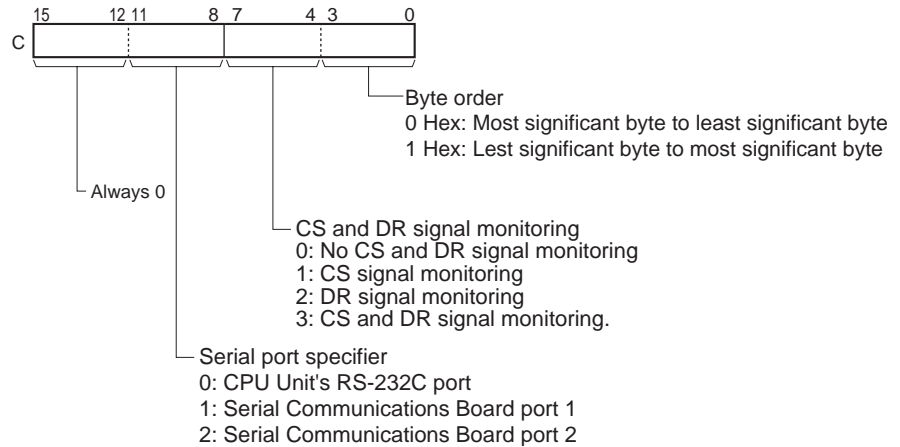 15 12 11 8 7 4 3 0
C
Byte order
0 Hex: Most significant byte to least significant byte
1 Hex: Lest significant byte to most significant byte
Always 0
CS and DR signal monitoring
0: No CS and DR signal monitoring
1: CS signal monitoring
2: DR signal monitoring
3: CS and DR signal monitoring.
Serial port specifier
0: CPU Unit's RS-232C port
1: Serial Communications Board port 1
2: Serial Communications Board port 2